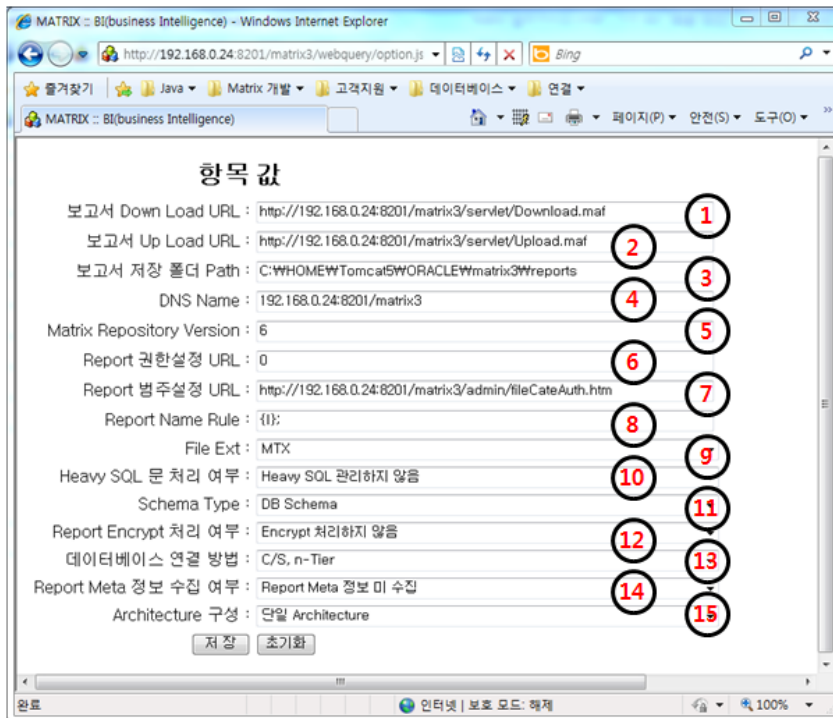 MATRIX :: BI(business Intelligence) - Windows Internet Explorer
http://192.168.0.24:8201/matrix3/webquery/option.js Bing
즐겨찾기 Java Matrix 개발 고객지원 데이터베이스 연결
MATRIX :: BI(business Intelligence) 페이지(P) 안전(S) 도구(O) »
항목 값
보고서 Down Load URL : http://192.168.0.24:8201/matrix3/servlet/Download.maf 1
보고서 Up Load URL : http://192.168.0.24:8201/matrix3/servlet/Upload.maf 2
보고서 저장 폴더 Path : C:₩HOME₩Tomcat5₩ORACLE₩matrix3₩reports 3
DNS Name : 192.168.0.24:8201/matrix3 4
Matrix Repository Version : 6 5
Report 권한설정 URL : 0 6
Report 범주설정 URL : http://192.168.0.24:8201/matrix3/admin/fileCateAuth.htm 7
Report Name Rule : {I}; 8
File Ext : MTX 9
Heavy SQL 문 처리 여부 : Heavy SQL 관리하지 않음 10
Schema Type : DB Schema 11
Report Encrypt 처리 여부 : Encrypt 처리하지 않음 12
데이터베이스 연결 방법 : C/S, n-Tier 13
Report Meta 정보 수집 여부 : Report Meta 정보 미 수집 14
Architecture 구성 : 단일 Architecture 15
저 장 초기화
완료 인터넷 | 보호 모드: 해제 100%